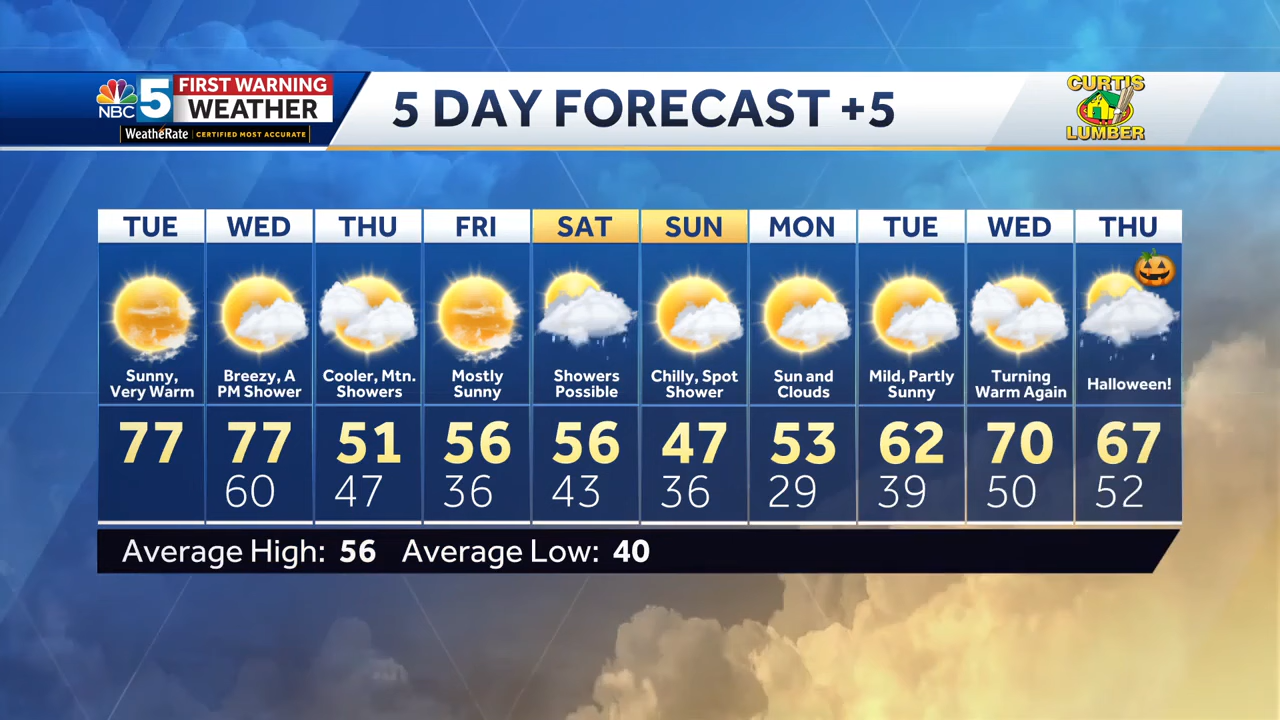 NBC 5 FIRST WARNING
WEATHER
WeatheRate | CERTIFIED MOST ACCURATE
5 DAY FORECAST +5
CURTIS
LUMBER
TUE WED THU FRI SAT SUN MON TUE WED THU
Sunny, Breezy, A Cooler, Mtn. Mostly Showers Chilly, Spot Sun and Mild, Partly Turning Halloween!
Very Warm PM Shower Showers Sunny Possible Shower Clouds Sunny Warm Again
77 77 51 56 56 47 53 62 70 67
60 47 36 43 36 29 39 50 52
Average High: 56 Average Low: 40